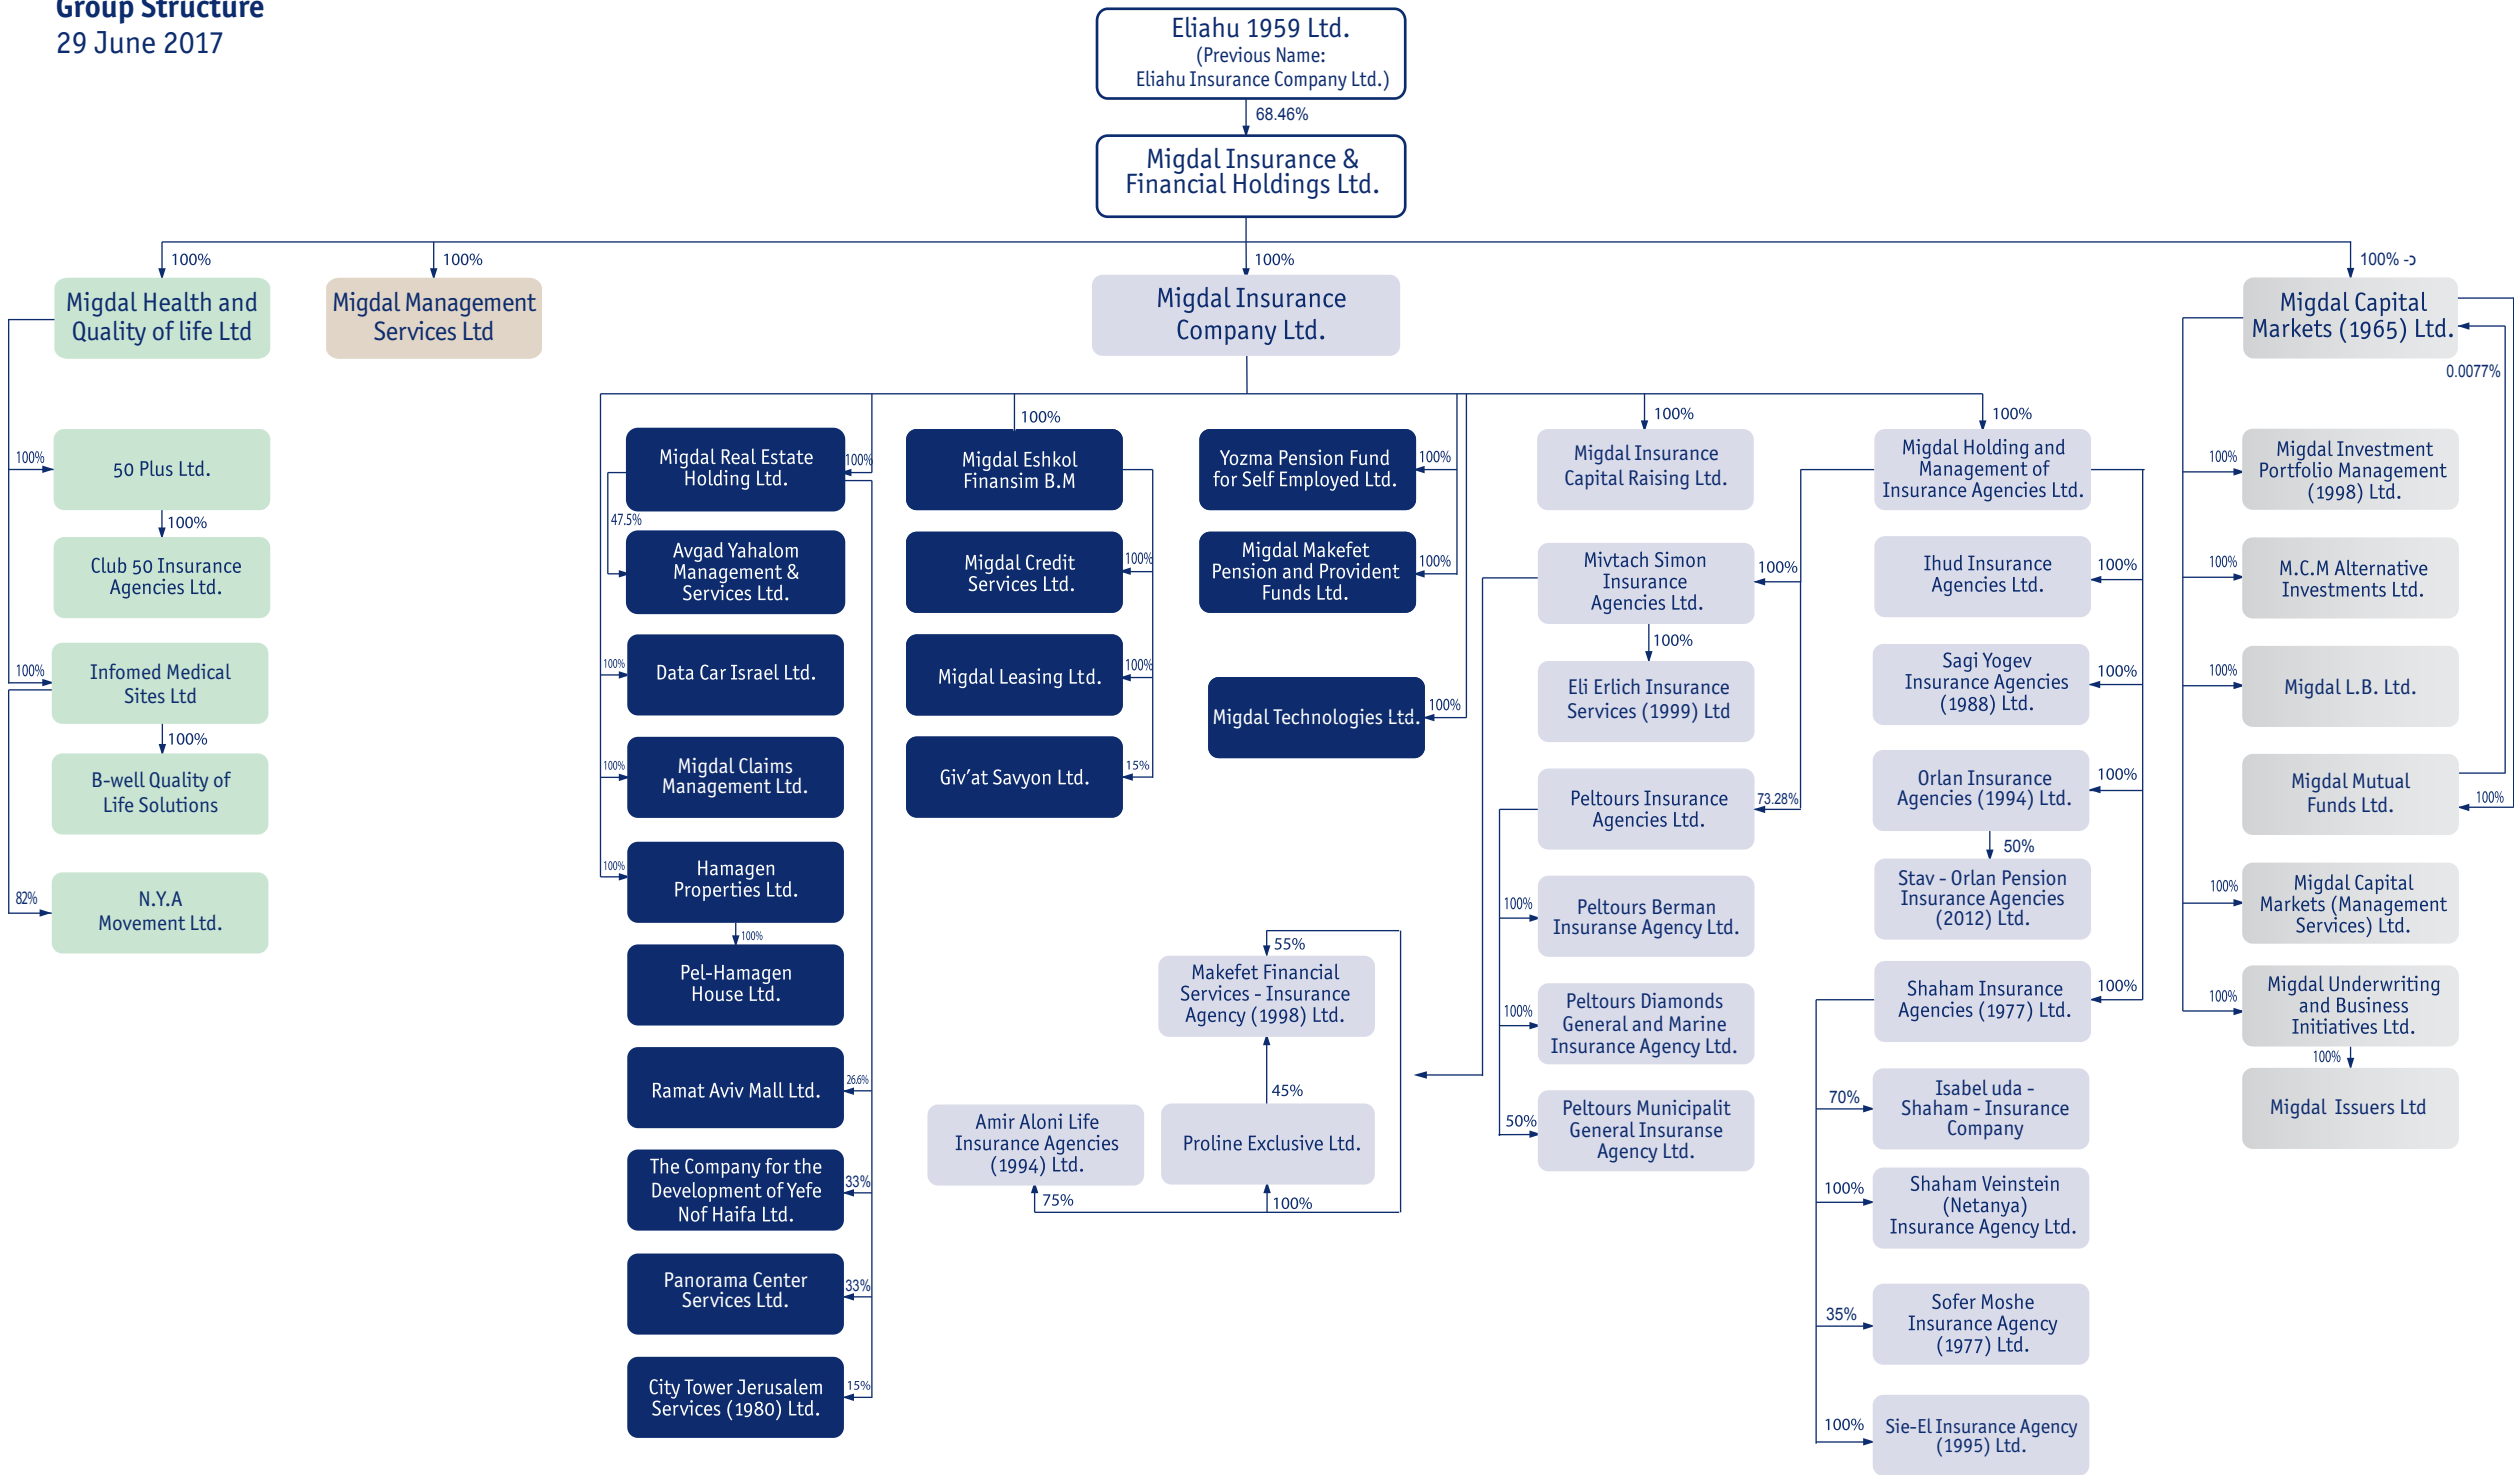 Group Structure
29 June 2017
Eliahu 1959 Ltd.
(Previous Name:
Eliahu Insurance Company Ltd.)
68.46%
Migdal Insurance &
Financial Holdings Ltd.
100%
100%
100%
100% -כ
Migdal Health and
Quality of life Ltd
Migdal Management
Services Ltd
Migdal Insurance
Company Ltd.
Migdal Capital
Markets (1965) Ltd.
0.0077%
100%
50 Plus Ltd.
100%
Club 50 Insurance
Agencies Ltd.
100%
Infomed Medical
Sites Ltd
100%
B-well Quality of
Life Solutions
82%
N.Y.A
Movement Ltd.
Migdal Real Estate
Holding Ltd.
100%
47.5%
Avgad Yahalom
Management &
Services Ltd.
100%
Data Car Israel Ltd.
100%
Migdal Claims
Management Ltd.
100%
Hamagen
Properties Ltd.
100%
Pel-Hamagen
House Ltd.
Ramat Aviv Mall Ltd.
26.6%
The Company for the
Development of Yefe
Nof Haifa Ltd.
33%
Panorama Center
Services Ltd.
33%
City Tower Jerusalem
Services (1980) Ltd.
15%
100%
Migdal Eshkol
Finansim B.M
Migdal Credit
Services Ltd.
100%
Migdal Leasing Ltd.
100%
Giv’at Savyon Ltd.
15%
Yozma Pension Fund
for Self Employed Ltd.
100%
Migdal Makefet
Pension and Provident
Funds Ltd.
100%
Migdal Technologies Ltd.
100%
55%
Makefet Financial
Services - Insurance
Agency (1998) Ltd.
45%
Amir Aloni Life
Insurance Agencies
(1994) Ltd.
Proline Exclusive Ltd.
75%
100%
100%
Migdal Insurance
Capital Raising Ltd.
Mivtach Simon
Insurance
Agencies Ltd.
100%
100%
Eli Erlich Insurance
Services (1999) Ltd
Peltours Insurance
Agencies Ltd.
73.28%
100%
Peltours Berman
Insuranse Agency Ltd.
100%
Peltours Diamonds
General and Marine
Insurance Agency Ltd.
50%
Peltours Municipalit
General Insuranse
Agency Ltd.
100%
Migdal Holding and
Management of
Insurance Agencies Ltd.
Ihud Insurance
Agencies Ltd.
100%
Sagi Yogev
Insurance Agencies
(1988) Ltd.
100%
Orlan Insurance
Agencies (1994) Ltd.
100%
50%
Stav - Orlan Pension
Insurance Agencies
(2012) Ltd.
Shaham Insurance
Agencies (1977) Ltd.
100%
70%
Isabel uda -
Shaham - Insurance
Company
100%
Shaham Veinstein
(Netanya)
Insurance Agency Ltd.
35%
Sofer Moshe
Insurance Agency
(1977) Ltd.
100%
Sie-El Insurance Agency
(1995) Ltd.
100%
Migdal Investment
Portfolio Management
(1998) Ltd.
100%
M.C.M Alternative
Investments Ltd.
100%
Migdal L.B. Ltd.
Migdal Mutual
Funds Ltd.
100%
100%
Migdal Capital
Markets (Management
Services) Ltd.
100%
Migdal Underwriting
and Business
Initiatives Ltd.
100%
Migdal Issuers Ltd